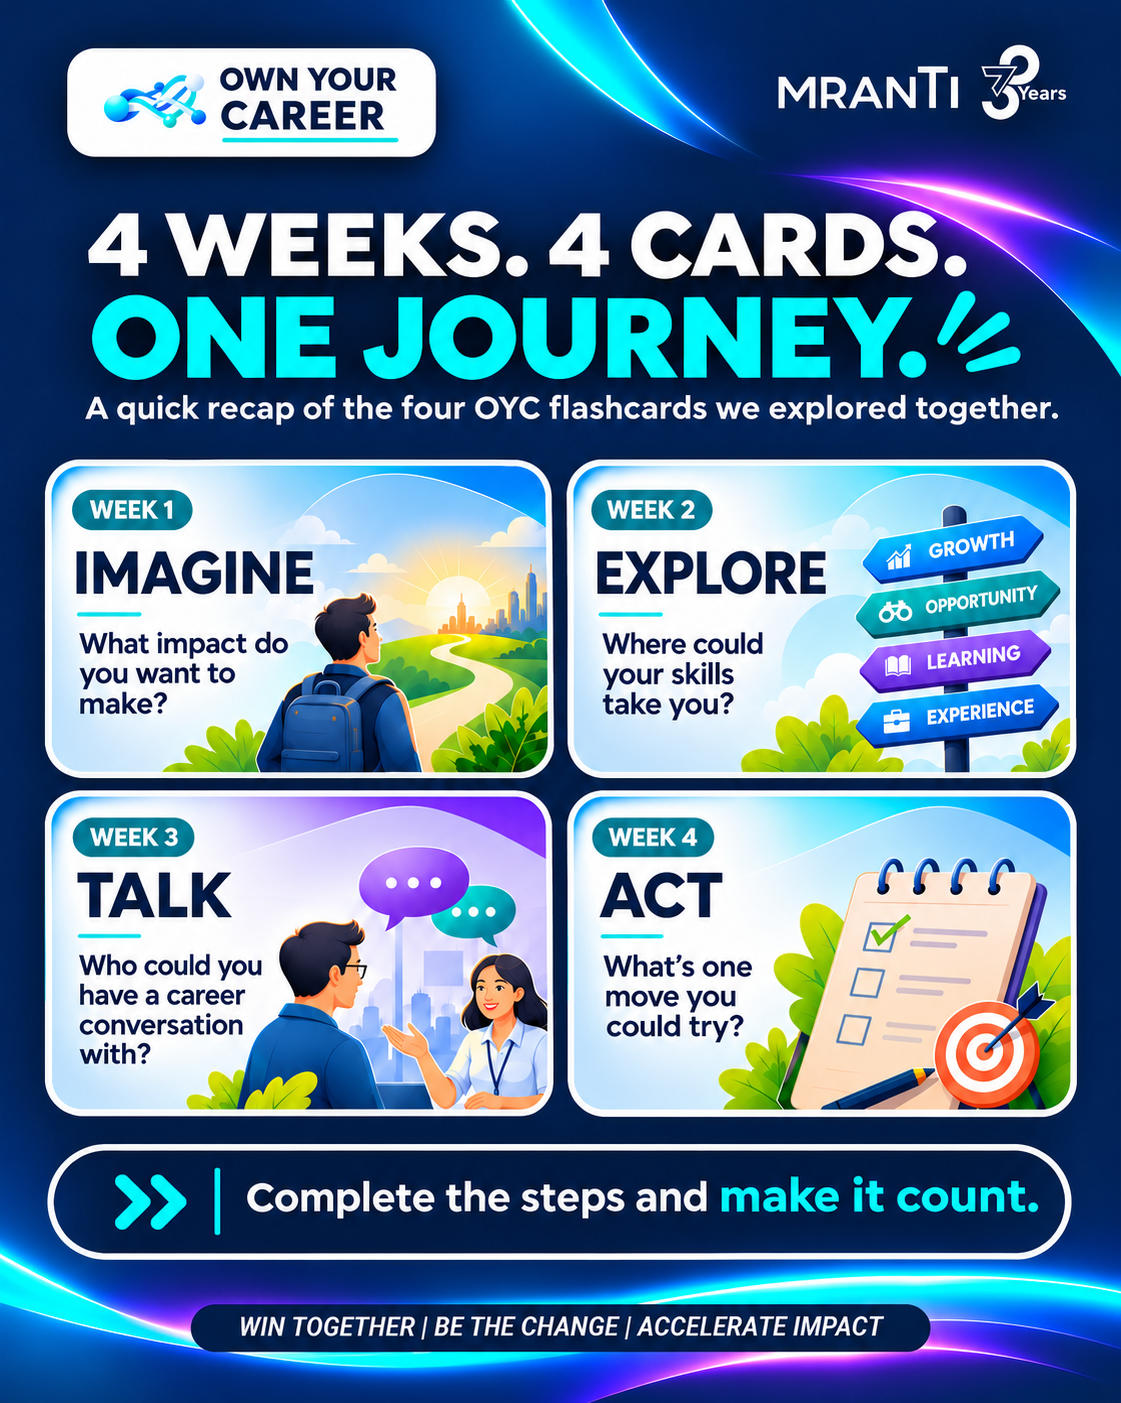 OWN YOUR
CAREER
MRANTI
Years
4 WEEKS. 4 CARDS.
ONE JOURNEY.
A quick recap of the four OYC flashcards we explored together.
WEEK 1
IMAGINE
What impact do
you want to
make?
WEEK 2
EXPLORE
Where could
your skills
take you?
GROWTH
OPPORTUNITY
LEARNING
EXPERIENCE
WEEK 3
TALK
Who could you
have a career
conversation
with?
WEEK 4
ACT
What's one
move you
could try?
Complete the steps and make it count.
WIN TOGETHER | BE THE CHANGE | ACCELERATE IMPACT